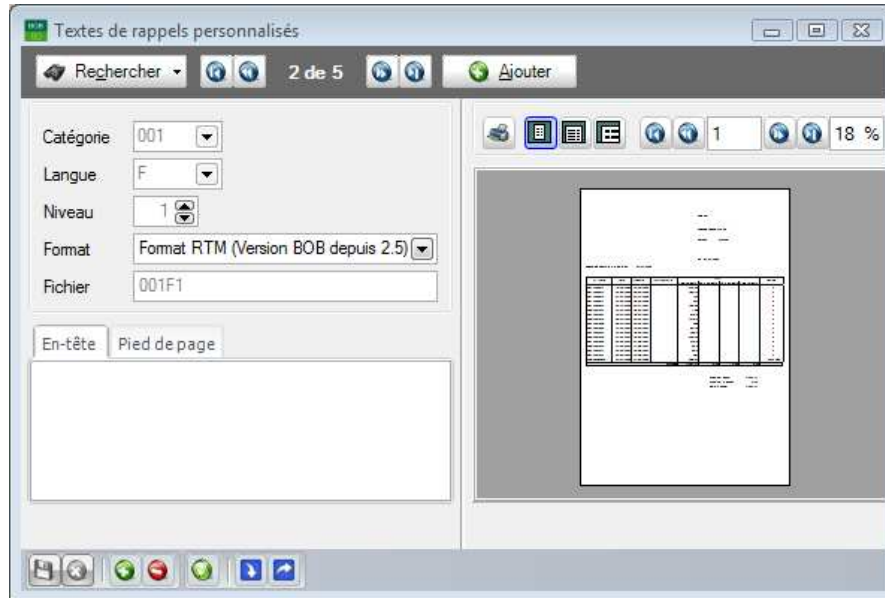 Textes de rappels personnalisés
Rechercher 2 de 5 Ajouter
Catégorie 001
Langue F
Niveau 1
Format Format RTM (Version BOB depuis 2.5)
Fichier 001F1
En-tête Pied de page
1 18 %